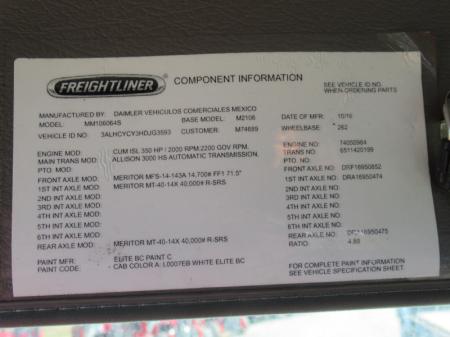 FREIGHTLINER COMPONENT INFORMATION SEE VEHICLE ID NO.
WHEN ORDERING PARTS
MANUFACTURED BY: DAIMLER VEHICULOS COMERCIALES MEXICO DATE OF MFR: 10/16
MODEL: MM106064S BASE MODEL: M2106
VEHICLE ID NO: 3ALHCYCY3HDJG3593 CUSTOMER: M74689 WHEELBASE: 262
ENGINE MOD: CUM ISL 350 HP / 2000 RPM;2200 GOV RPM, ENGINE NO: 74002984
MAIN TRANS MOD: ALLISON 3000 HS AUTOMATIC TRANSMISSION, TRANS NO: 6511420199
PTO. MOD: PTO. NO:
FRONT AXLE MOD: MERITOR MFS-14-143A 14,700# FF1 71.5" FRONT AXLE NO: DRF16950852
1ST INT AXLE MOD: MERITOR MT-40-14X 40,000# R-SRS 1ST INT AXLE NO: DRA16950474
2ND INT AXLE MOD: 2ND INT AXLE NO:
3RD INT AXLE MOD: 3RD INT AXLE NO:
4TH INT AXLE MOD: 4TH INT AXLE NO:
5TH INT AXLE MOD: 5TH INT AXLE NO:
6TH INT AXLE MOD: 6TH INT AXLE NO:
REAR AXLE MOD: MERITOR MT-40-14X 40,000# R-SRS REAR AXLE NO: DRA16950475
RATIO: 4.88
PAINT MFR: ELITE BC PAINT C FOR COMPLETE PAINT INFORMATION
PAINT CODE: CAB COLOR A: L0007EB WHITE ELITE BC SEE VEHICLE SPECIFICATION SHEET.